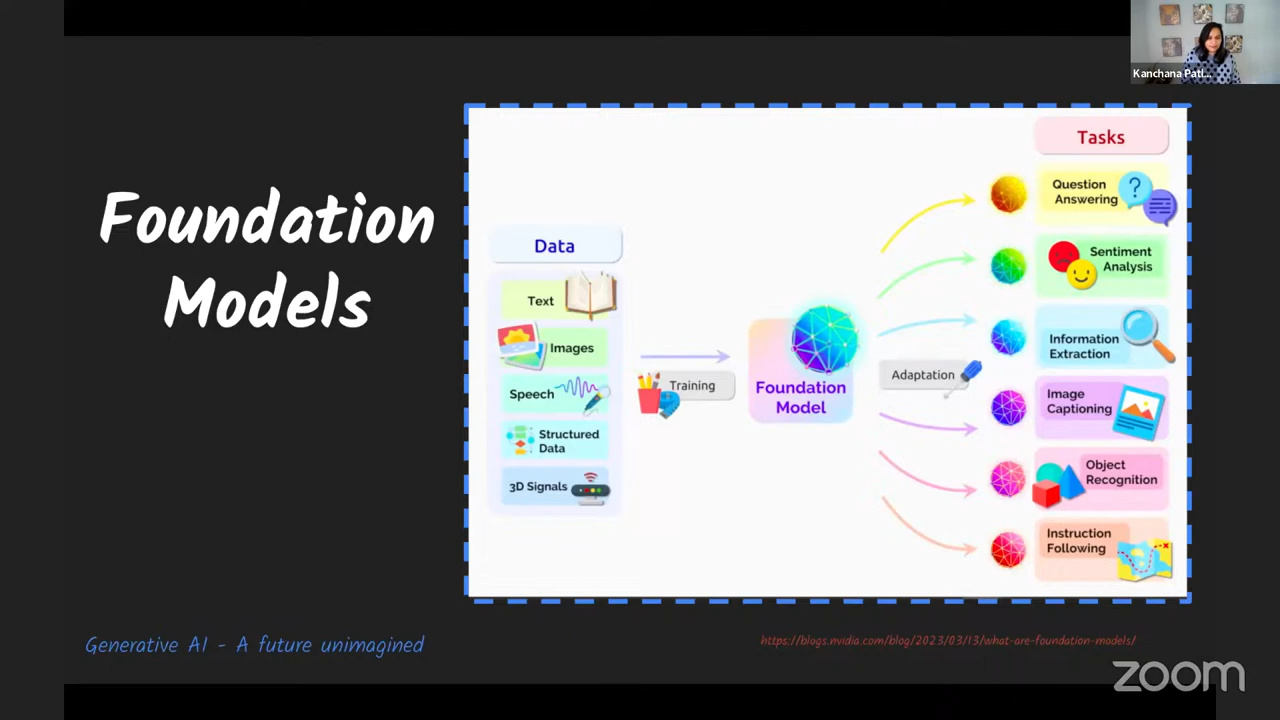 Kanchana Patl...
Foundation
Models
Data
Text
Images
Speech
Structured
Data
3D Signals
Training
Foundation
Model
Adaptation
Tasks
Question
Answering
Sentiment
Analysis
Information
Extraction
Image
Captioning
Object
Recognition
Instruction
Following
Generative AI - A future unimagined
https://blogs.nvidia.com/blog/2023/03/13/what-are-foundation-models/
zoom